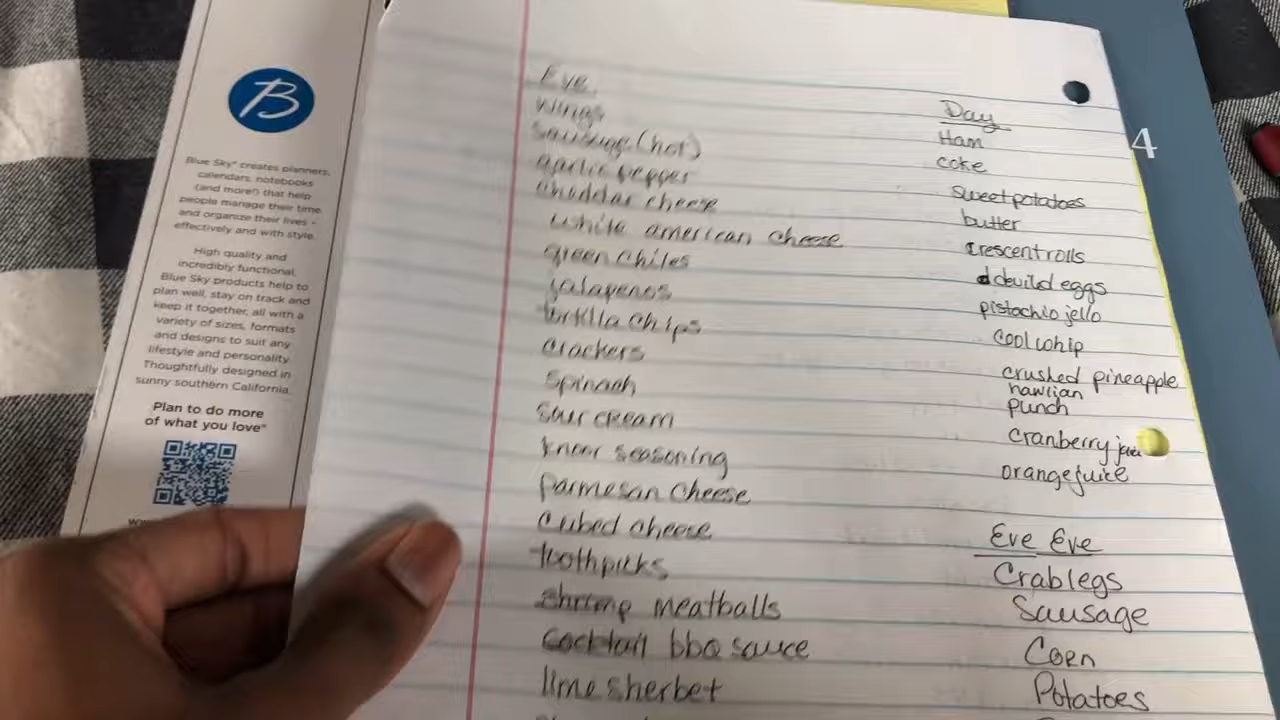 B
Blue Sky® creates planners,
calendars, notebooks
(and more!) that help
people manage their time
and organize their lives –
effectively and with style.
High quality and
incredibly functional,
Blue Sky products help to
plan well, stay on track and
keep it together, all with a
variety of sizes, formats
and designs to suit any
lifestyle and personality.
Thoughtfully designed in
sunny southern California.
Plan to do more
of what you love®
Eve
wings
sausage (hot)
garlic pepper
cheddar cheese
white american cheese
green chiles
jalapenos
tortilla chips
crackers
spinach
sour cream
knorr seasoning
parmesan cheese
cubed cheese
toothpicks
shrimp meatballs
cocktail bbq sauce
lime sherbet
Day
Ham
coke
sweet potatoes
butter
crescent rolls
deviled eggs
pistachio jello
cool whip
crushed pineapple
hawiian
punch
cranberry
orange juice
Eve Eve
Crab legs
Sausage
Corn
Potatoes
4